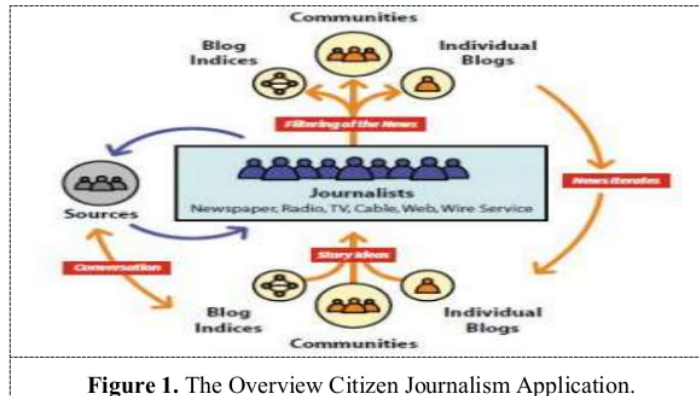 Communities
Blog Indices
Individual Blogs
Filtering of the News
News Iterates
Journalists
Newspaper, Radio, TV, Cable, Web, Wire Service
Sources
Conversation
Story Ideas
Blog Indices
Individual Blogs
Communities
Figure 1. The Overview Citizen Journalism Application.